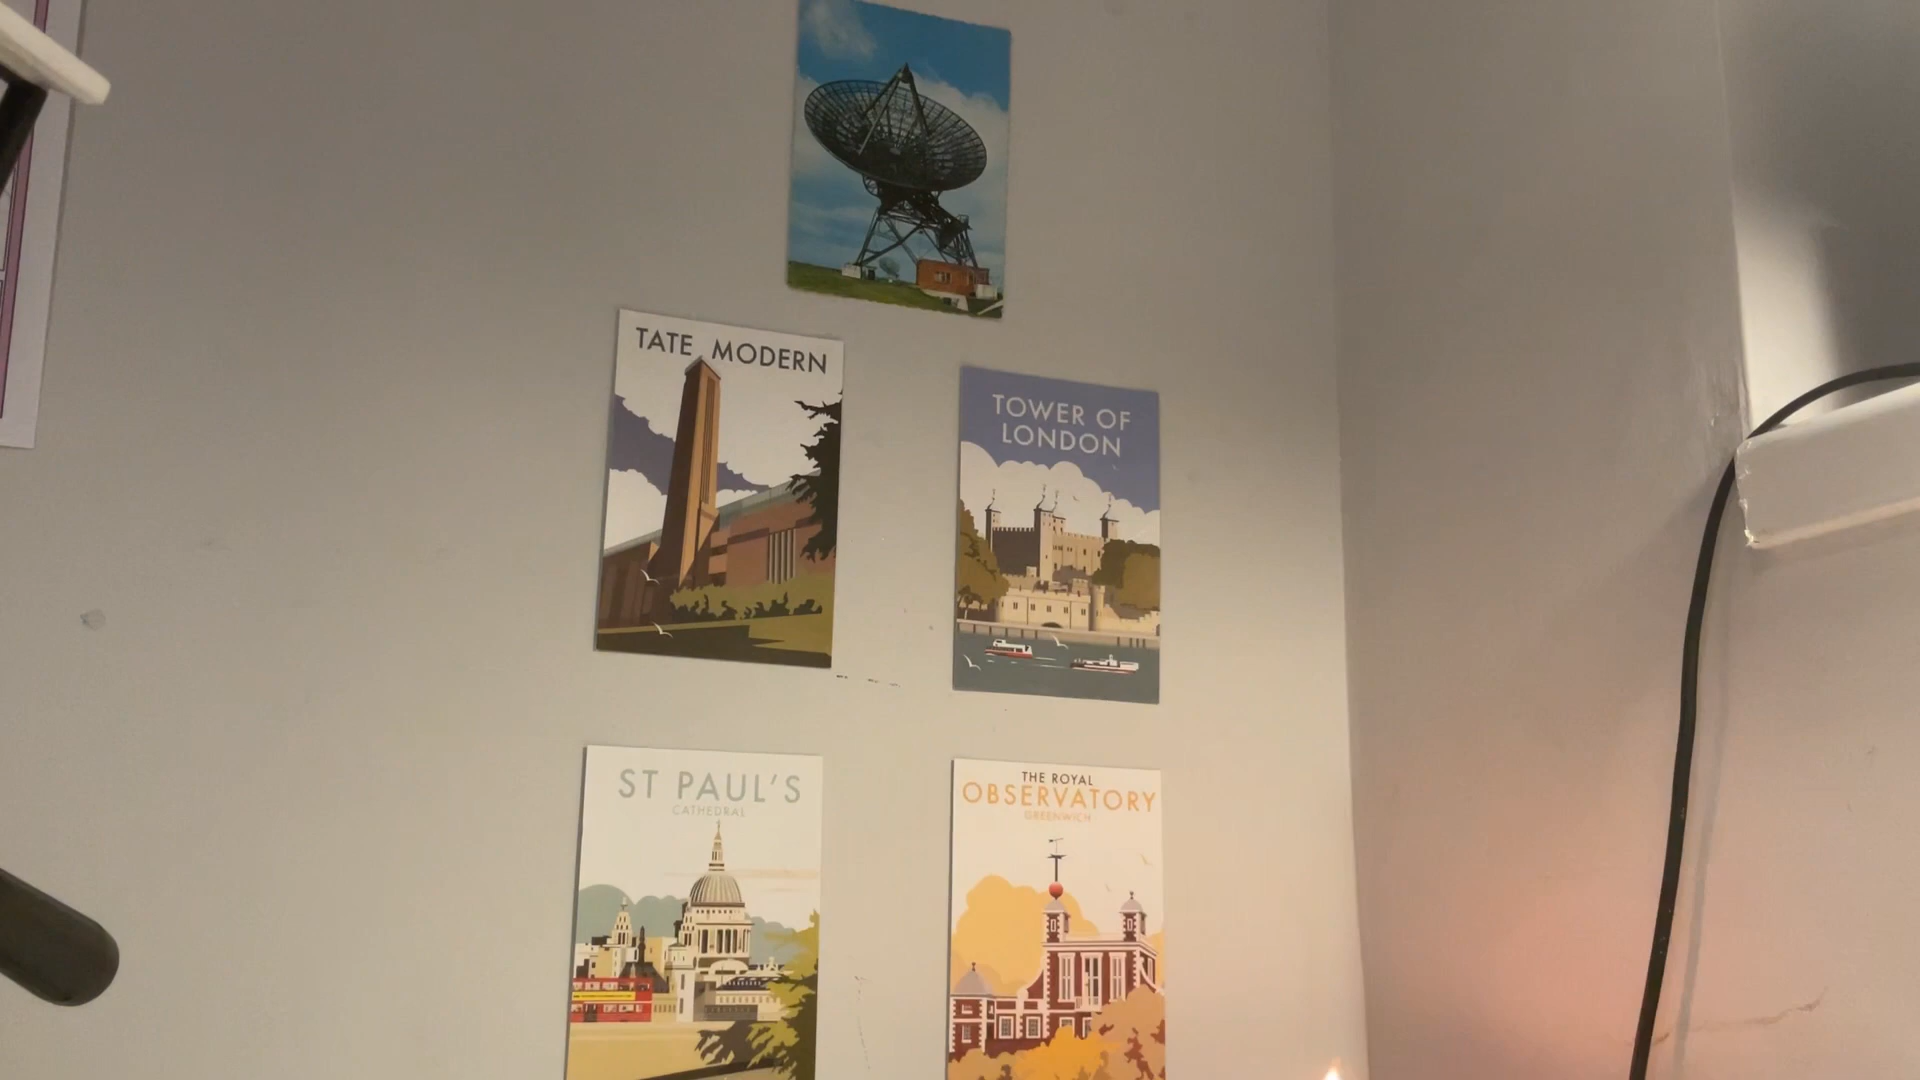 TATE MODERN
TOWER OF
LONDON
ST PAUL'S
CATHEDRAL
THE ROYAL
OBSERVATORY
GREENWICH